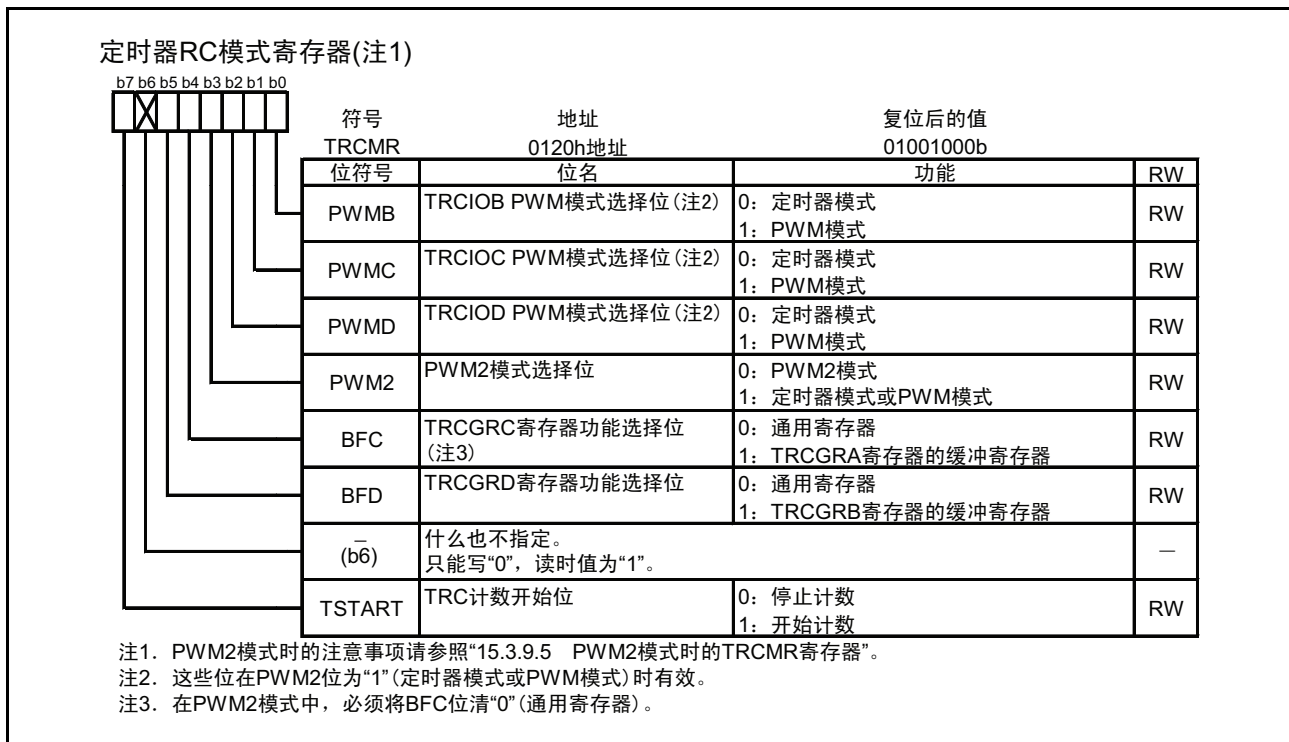 定时器RC模式寄存器(注1)
b7 b6 b5 b4 b3 b2 b1 b0
符号 地址 复位后的值
TRCMR 0120h地址 01001000b
位符号 位名 功能 RW
PWMB TRCIOB PWM模式选择位(注2) 0：定时器模式 RW
1：PWM模式
PWMC TRCIOC PWM模式选择位(注2) 0：定时器模式 RW
1：PWM模式
PWMD TRCIOD PWM模式选择位(注2) 0：定时器模式 RW
1：PWM模式
PWM2 PWM2模式选择位 0：PWM2模式 RW
1：定时器模式或PWM模式
BFC TRCGRC寄存器功能选择位 0：通用寄存器 RW
(注3) 1：TRCGRA寄存器的缓冲寄存器
BFD TRCGRD寄存器功能选择位 0：通用寄存器 RW
1：TRCGRB寄存器的缓冲寄存器
— 什么也不指定。 —
(b6) 只能写“0”，读时值为“1”。
TSTART TRC计数开始位 0：停止计数 RW
1：开始计数
注1. PWM2模式时的注意事项请参照“15.3.9.5 PWM2模式时的TRCMR寄存器”。
注2. 这些位在PWM2位为“1”(定时器模式或PWM模式)时有效。
注3. 在PWM2模式中，必须将BFC位清“0”(通用寄存器)。